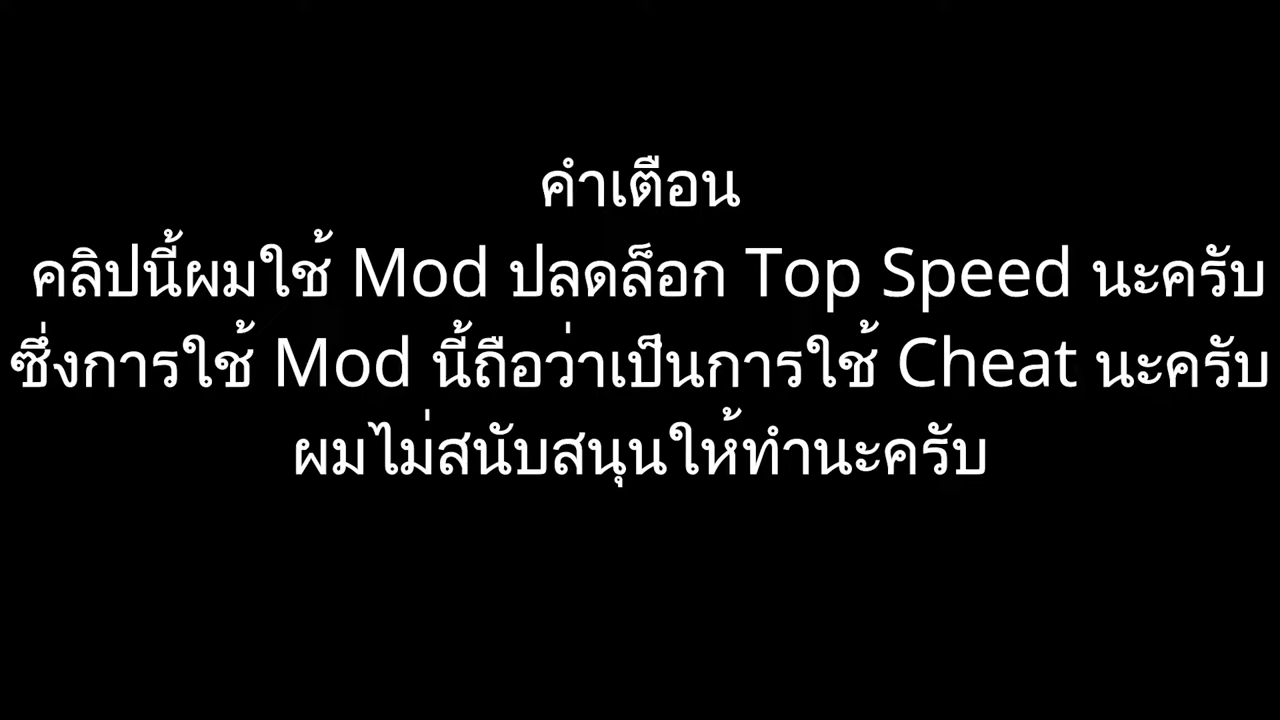 คำเตือน
คลิปนี้ผมใช้ Mod ปลดล็อก Top Speed นะครับ
ซึ่งการใช้ Mod นี้ถือว่าเป็นการใช้ Cheat นะครับ
ผมไม่สนับสนุนให้ทำนะครับ